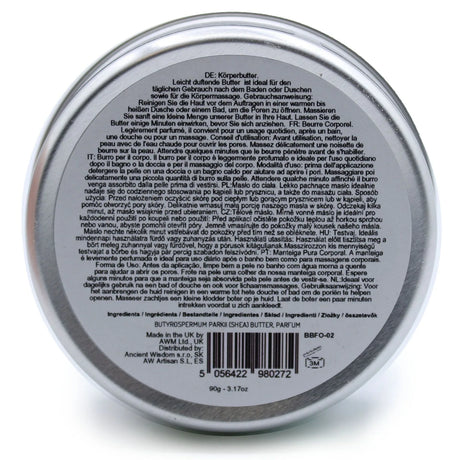 DE: Körperbutter.
Leicht duftende Butter ist ideal für den
täglichen Gebrauch nach dem Baden oder Duschen
sowie für die Körpermassage. Gebrauchsanweisung:
Reinigen Sie die Haut vor dem Auftragen in einer warmen bis
heißen Dusche oder einem Bad, um die Poren zu öffnen. Massieren
Sie sanft eine kleine Menge unserer Butter in Ihre Haut, Lassen Sie die
Butter einige Minuten einwirken, bevor Sie sich anziehen. FR: Beurre Corporel.
Legèrement parfumé, il convient pour un usage quotidien, après un bain,
une douche ou pour un massage. Conseil d'utilisation: Avant utilisation, nettoyer la
peau avec de l'eau chaude pour ouvrir les pores. Massez délicatement une noisette de
beurre sur la peau. Attendre quelques minutes que le beurre pénètre avant de s'habiller.
IT: Burro per il corpo. Il burro per il corpo è leggermente profumato e ideale per l'uso quotidiano
dopo il bagno o la doccia e per il massaggio del corpo. Modalità d'uso: prima dell'applicazione
detergere la pelle in una doccia o un bagno caldo per aiutare ad aprire i pori. Massaggiare poi
delicatamente una piccola quantità di burro sulla pelle. Attendere qualche minuto affinché il burro
venga assorbito dalla pelle prima di vestirsi. PL:Masło do ciała. Lekko pachnące masło idealnie
nadaje się do codziennego stosowania po kąpieli lub prysznicu, a także do masażu ciała. Sposób
użycia: Przed nałożeniem oczyścić skórę pod ciepłym lub gorącym prysznicem lub w kąpieli, aby
pomóc otworzyć pory skóry. Delikatnie wmasuj małą porcję naszego masła w skórę. Odczekaj kilka
minut, aż masło wsiąknie przed ubieraniem. CZ:Tělové máslo. Mírně vonné máslo je ideální pro
každodenní použití po koupeli nebo masáž těla. Použití: Před aplikací očistěte pokožku teplou až horkou sprchou
nebo vanou, abyste pomohli otevřít póry. Jemně vmasírujte do pokožky malý kousek našeho másla.
Máslo nechte několik minut vstřebávat do pokožky před tím než se obléknete. HU: Testvaj. Ideális
mindennapi használatra fürdő vagy zuhany után. Használati utasítás: Használat előtt tisztítsa meg a
bőrt meleg zuhannyal vagy fürdővel, hogy a pórusok kinyíljanak. Masszírozzon kis mennyiségű
testvajat a bőrbe és hagyja pár percig felszívódni felöltözés előtt. PT: Manteiga Pura Corporal. A manteiga
é levemente perfumada e ideal para uso diário após o banho e também como massagem corporal.
Forma de Uso: Antes da aplicação, limpe bem a pele no banho com água morna a quente
para ajudar a abrir os poros. Frote na pele uma colher da nossa manteiga corporal. Espere
alguns minutos para que a manteiga seja absorvida pela pele antes de vestir-se. NL:Ideaal voor
dagelijks gebruik na een bad of douche en ook voor lichaamsmassages. Gebruiksaanwijzing: Voor
het aanbrengen de huid reinigen in een warme tot hete douche of bad om de poriën te helpen
openen. Masseer zachtjes een klodder boter op je huid. Laat de boter een paar minuten
intrekken voordat u zich aankleedt.
Ingredients / Ingrédients / Bestandteile / Ingredientes / Sklad / Ingredienti / Zložky / összetevők
BUTYROSPERMUM PARKII (SHEA) BUTTER, PARFUM
Made in the UK by
AWM Ltd., UK
Distributed by:
Ancient Wisdom s.r.o, SK
AW Artisan S.L, ES
BBFO-02
3M
5 056422 980272
90g - 3.17oz